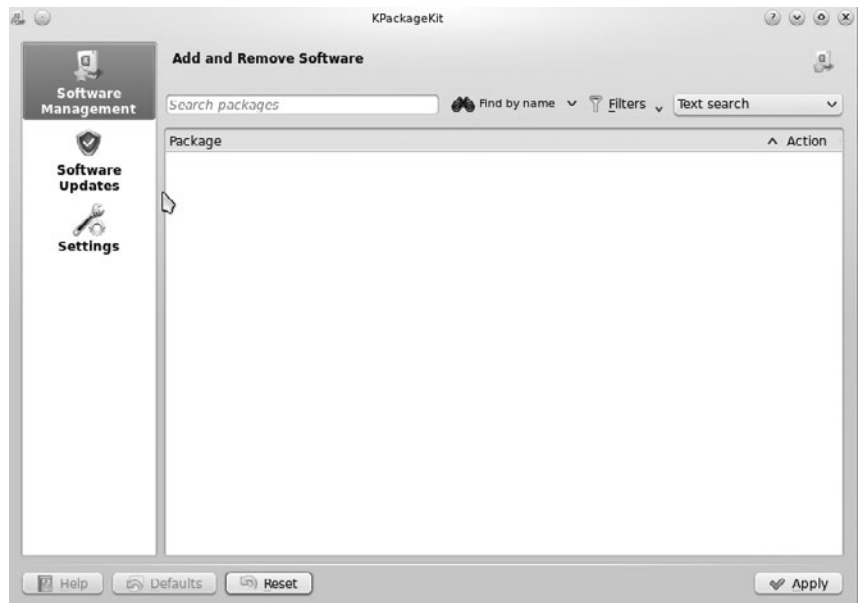 KPackageKit
Software Management
Software Updates
Settings
Add and Remove Software
Search packages
Find by name
Filters
Text search
Package
Action
Help
Defaults
Reset
Apply